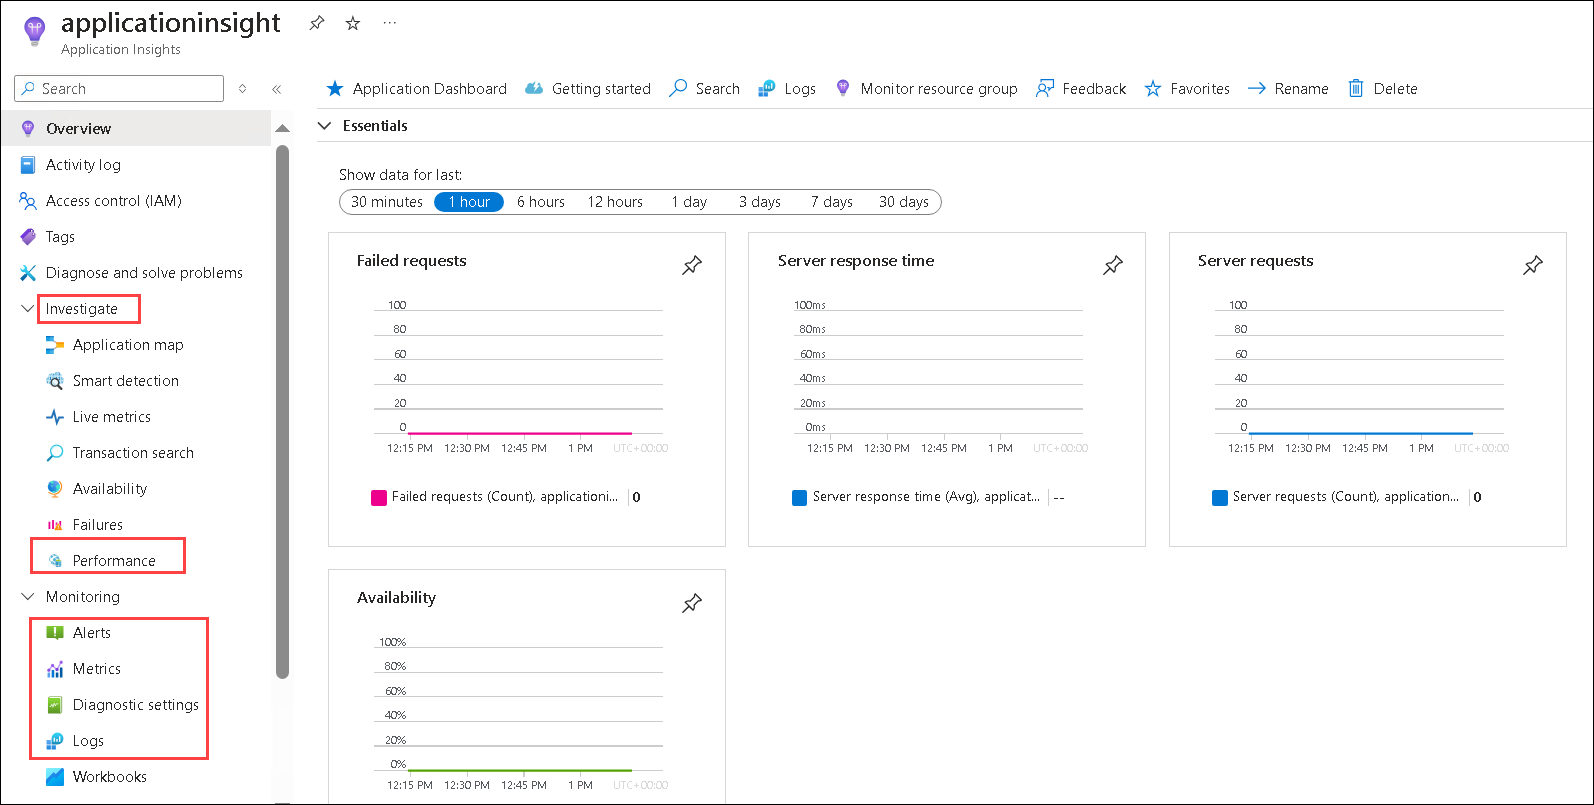 applicationinsight
Application Insights
Search
Application Dashboard Getting started Search Logs Monitor resource group Feedback Favorites Rename Delete
Overview
Activity log
Access control (IAM)
Tags
Diagnose and solve problems
Investigate
Application map
Smart detection
Live metrics
Transaction search
Availability
Failures
Performance
Monitoring
Alerts
Metrics
Diagnostic settings
Logs
Workbooks
Essentials
Show data for last:
30 minutes 1 hour 6 hours 12 hours 1 day 3 days 7 days 30 days
Failed requests
100
80
60
40
20
0
12:15 PM 12:30 PM 12:45 PM 1 PM UTC+00:00
Failed requests (Count), applicationi... 0
Server response time
100ms
80ms
60ms
40ms
20ms
0ms
12:15 PM 12:30 PM 12:45 PM 1 PM UTC+00:00
Server response time (Avg), applicat... --
Server requests
100
80
60
40
20
0
12:15 PM 12:30 PM 12:45 PM 1 PM UTC+00:00
Server requests (Count), application... 0
Availability
100%
80%
60%
40%
20%
0%
12:15 PM 12:30 PM 12:45 PM 1 PM UTC+00:00